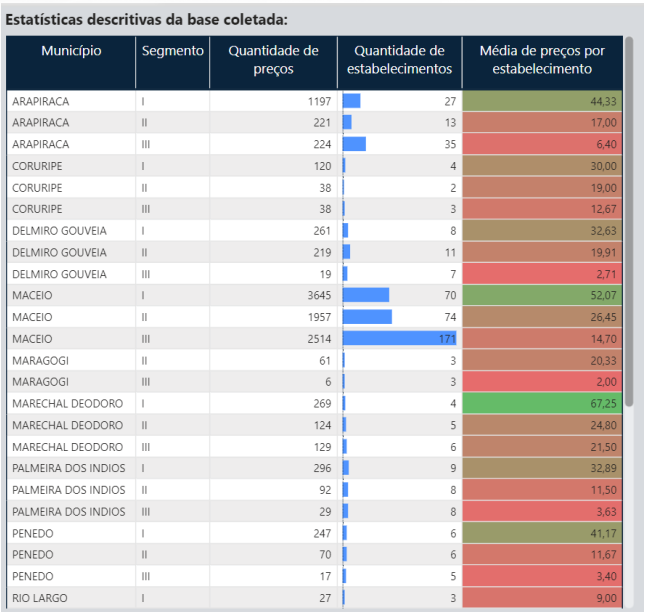 Estatísticas descritivas da base coletada:
Município Segmento Quantidade de preços Quantidade de estabelecimentos Média de preços por estabelecimento
ARAPIRACA I 1197 27 44,33
ARAPIRACA II 221 13 17,00
ARAPIRACA III 224 35 6,40
CORURIPE I 120 4 30,00
CORURIPE II 38 2 19,00
CORURIPE III 38 3 12,67
DELMIRO GOUVEIA I 261 8 32,63
DELMIRO GOUVEIA II 219 11 19,91
DELMIRO GOUVEIA III 19 7 2,71
MACEIO I 3645 70 52,07
MACEIO II 1957 74 26,45
MACEIO III 2514 171 14,70
MARAGOGI II 61 3 20,33
MARAGOGI III 6 3 2,00
MARECHAL DEODORO I 269 4 67,25
MARECHAL DEODORO II 124 5 24,80
MARECHAL DEODORO III 129 6 21,50
PALMEIRA DOS INDIOS I 296 9 32,89
PALMEIRA DOS INDIOS II 92 8 11,50
PALMEIRA DOS INDIOS III 29 8 3,63
PENEDO I 247 6 41,17
PENEDO II 70 6 11,67
PENEDO III 17 5 3,40
RIO LARGO I 27 3 9,00